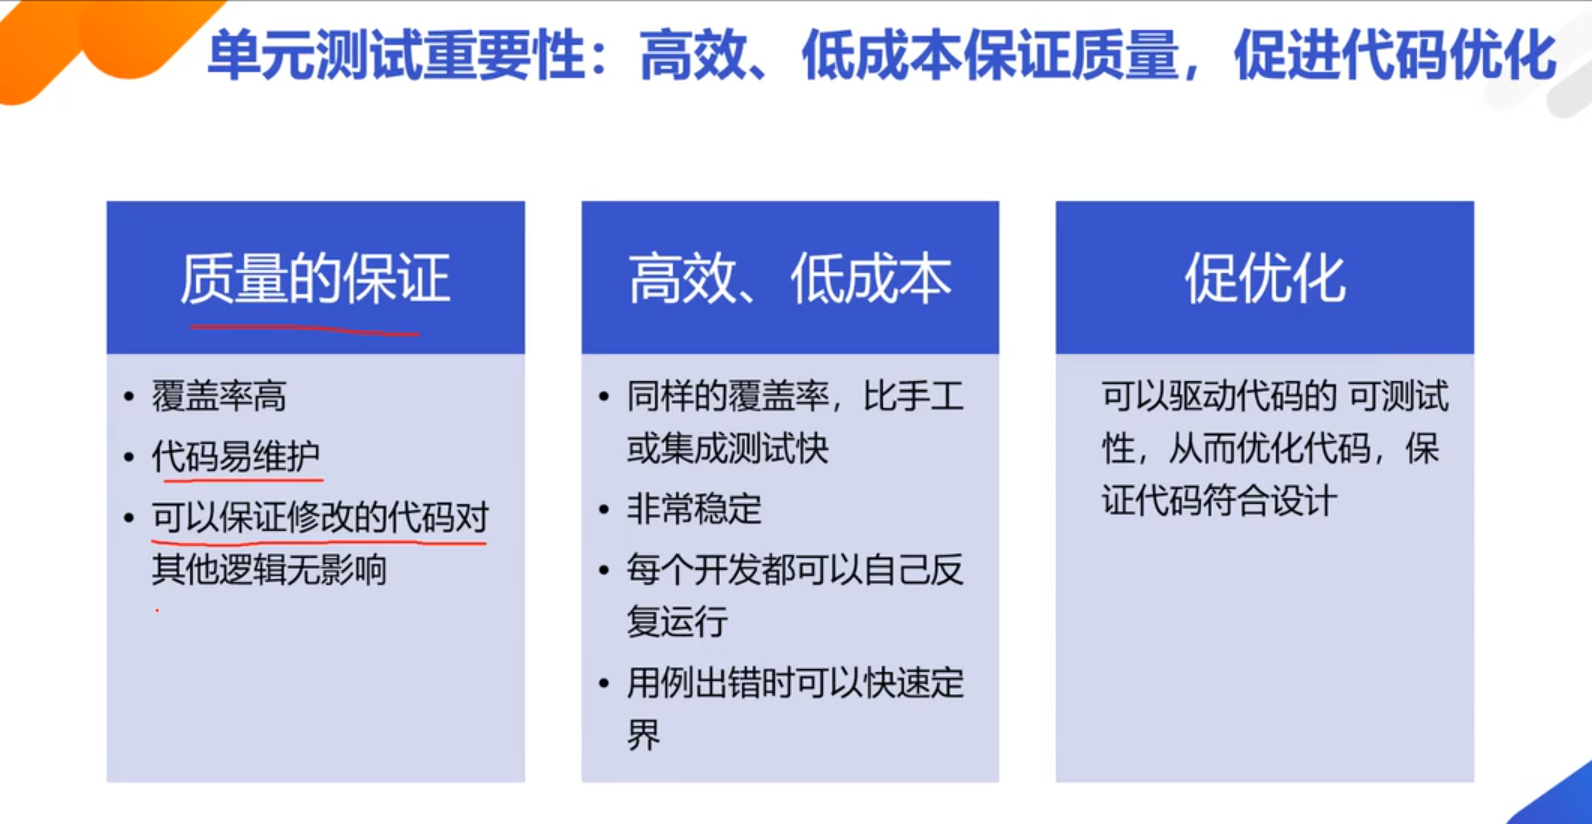 单元测试重要性：高效、低成本保证质量，促进代码优化
质量的保证
• 覆盖率高
• 代码易维护
• 可以保证修改的代码对
其他逻辑无影响
高效、低成本
• 同样的覆盖率，比手工
或集成测试快
• 非常稳定
• 每个开发都可以自己反
复运行
• 用例出错时可以快速定
界
促优化
可以驱动代码的 可测试
性，从而优化代码，保
证代码符合设计